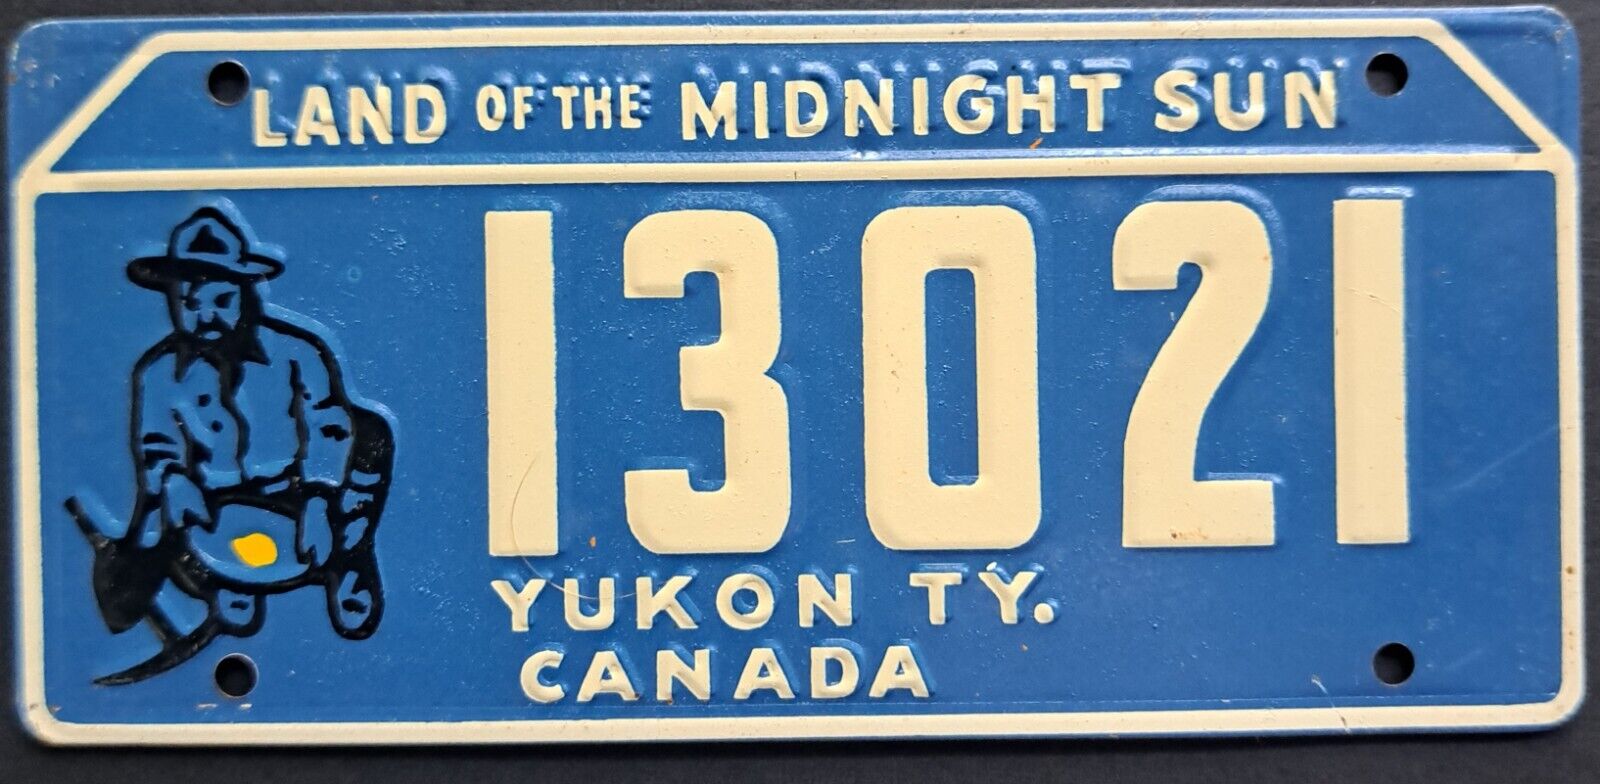 LAND OF THE MIDNIGHT SUN
13021
YUKON TY.
CANADA